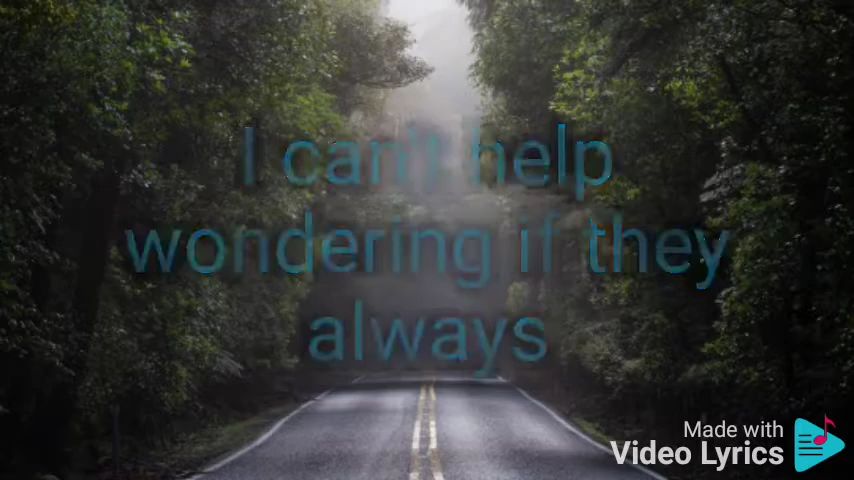 I can't help
wondering if they
always
Made with
Video Lyrics